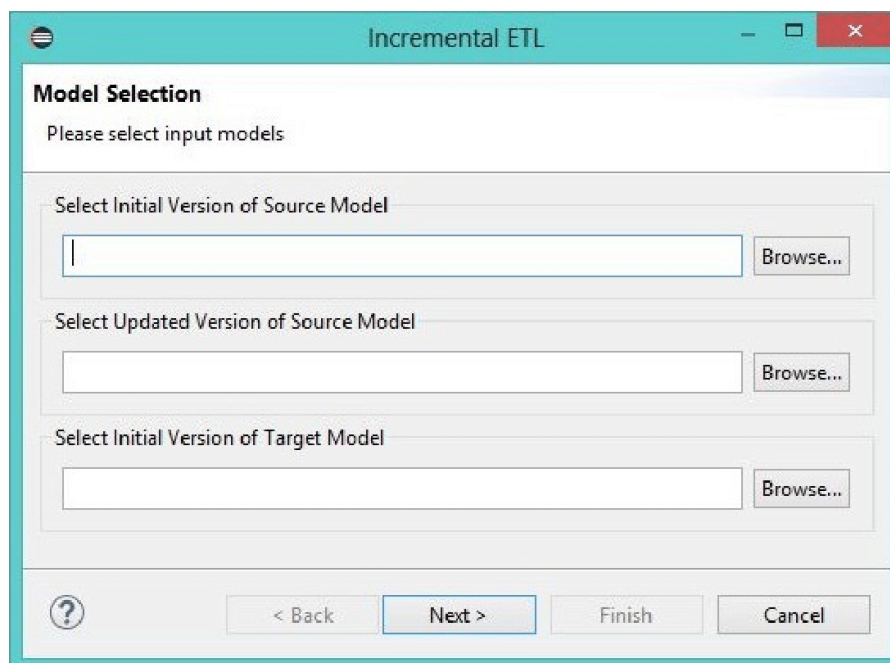 Incremental ETL
Model Selection
Please select input models
Select Initial Version of Source Model
Browse...
Select Updated Version of Source Model
Browse...
Select Initial Version of Target Model
Browse...
?
< Back
Next >
Finish
Cancel